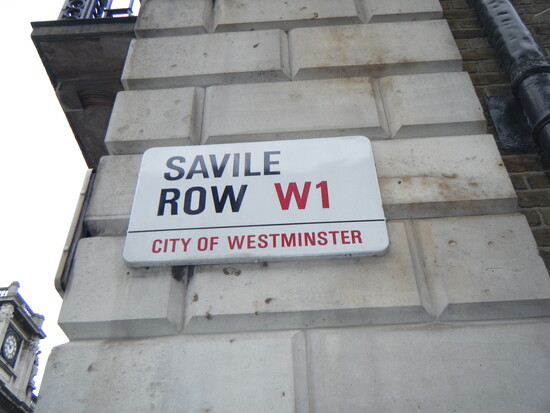 SAVILE
ROW W1
CITY OF WESTMINSTER